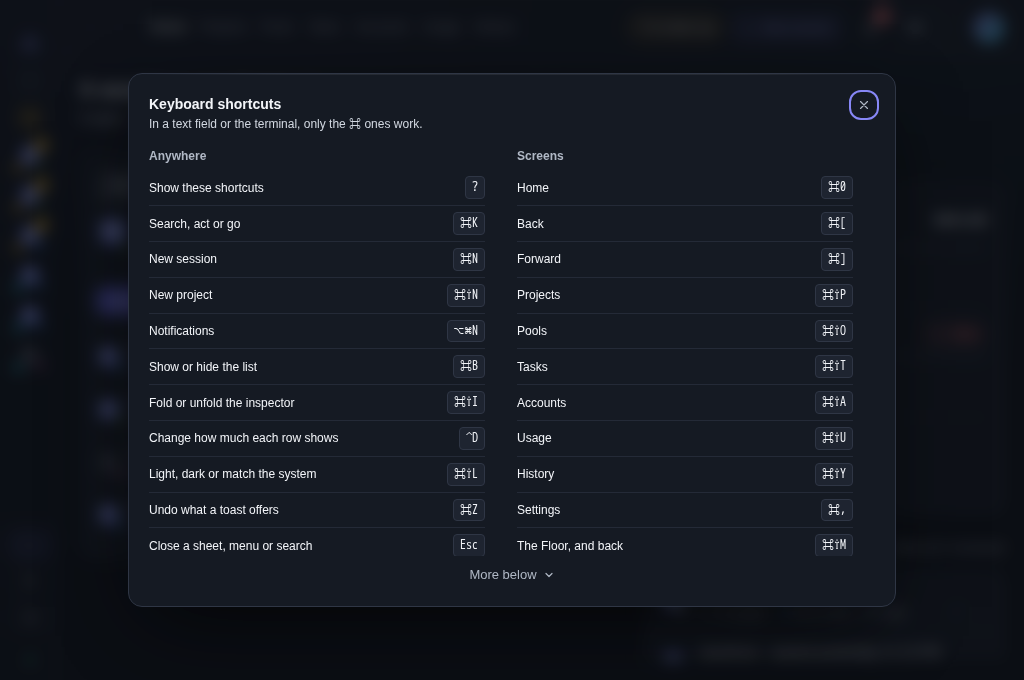 Keyboard shortcuts
In a text field or the terminal, only the ⌘ ones work.
Anywhere
Show these shortcuts ?
Search, act or go ⌘K
New session ⌘N
New project ⌘⇧N
Notifications ⌥⌘N
Show or hide the list ⌘B
Fold or unfold the inspector ⌘⇧I
Change how much each row shows ^D
Light, dark or match the system ⌘⇧L
Undo what a toast offers ⌘Z
Close a sheet, menu or search Esc
Screens
Home ⌘0
Back ⌘[
Forward ⌘]
Projects ⌘⇧P
Pools ⌘⇧O
Tasks ⌘⇧T
Accounts ⌘⇧A
Usage ⌘⇧U
History ⌘⇧Y
Settings ⌘,
The Floor, and back ⌘⇧M
More below